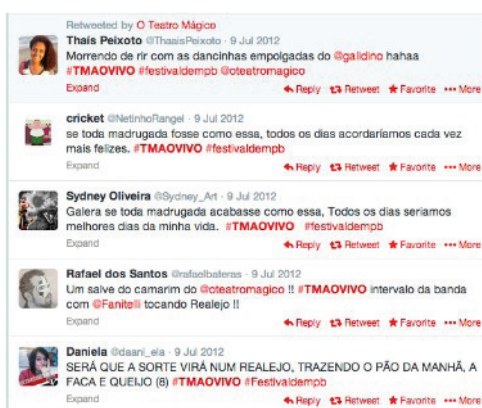 Retweeted by O Teatro Mágico
Thaís Peixoto @ThaaisPeixoto · 9 Jul 2012
Morrendo de rir com as dancinhas empolgadas do @galldino hahaa
#TMAOVIVO #festivaldempb @oteatromagico
Expand Reply Retweet Favorite More
cricket @NetinhoRangel · 9 Jul 2012
se toda madrugada fosse como essa, todos os dias acordaríamos cada vez
mais felizes. #TMAOVIVO #festivaldempb
Expand Reply Retweet Favorite More
Sydney Oliveira @Sydney_Art · 9 Jul 2012
Galera se toda madrugada acabasse como essa, Todos os dias seriamos
melhores dias da minha vida. #TMAOVIVO #festivaldempb
Expand Reply Retweet Favorite More
Rafael dos Santos @rafaelbateras · 9 Jul 2012
Um salve do camarim do @oteatromagico !! #TMAOVIVO intervalo da banda
com @Fanitelli tocando Realejo !!
Expand Reply Retweet Favorite More
Daniela @daani_ela · 9 Jul 2012
SERÁ QUE A SORTE VIRÁ NUM REALEJO, TRAZENDO O PÃO DA MANHÃ, A
FACA E QUEIJO (8) #TMAOVIVO #Festivaldempb
Expand Reply Retweet Favorite More